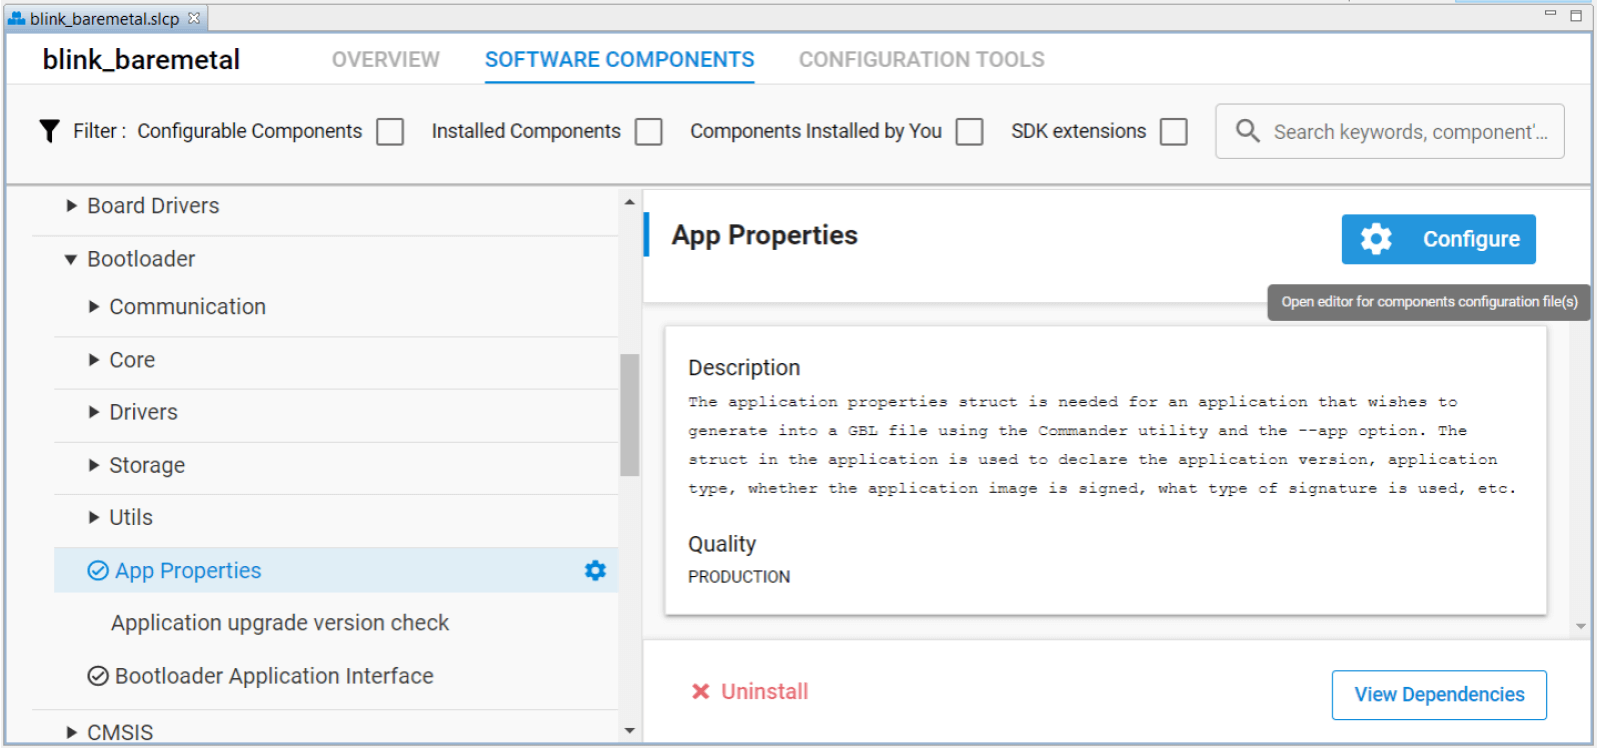 blink_baremetal.slcp
blink_baremetal OVERVIEW SOFTWARE COMPONENTS CONFIGURATION TOOLS
Filter : Configurable Components Installed Components Components Installed by You SDK extensions Search keywords, component'...
Board Drivers
Bootloader
Communication
Core
Drivers
Storage
Utils
App Properties
Application upgrade version check
Bootloader Application Interface
CMSIS
App Properties
Configure
Open editor for components configuration file(s)
Description
The application properties struct is needed for an application that wishes to
generate into a GBL file using the Commander utility and the --app option. The
struct in the application is used to declare the application version, application
type, whether the application image is signed, what type of signature is used, etc.
Quality
PRODUCTION
Uninstall
View Dependencies